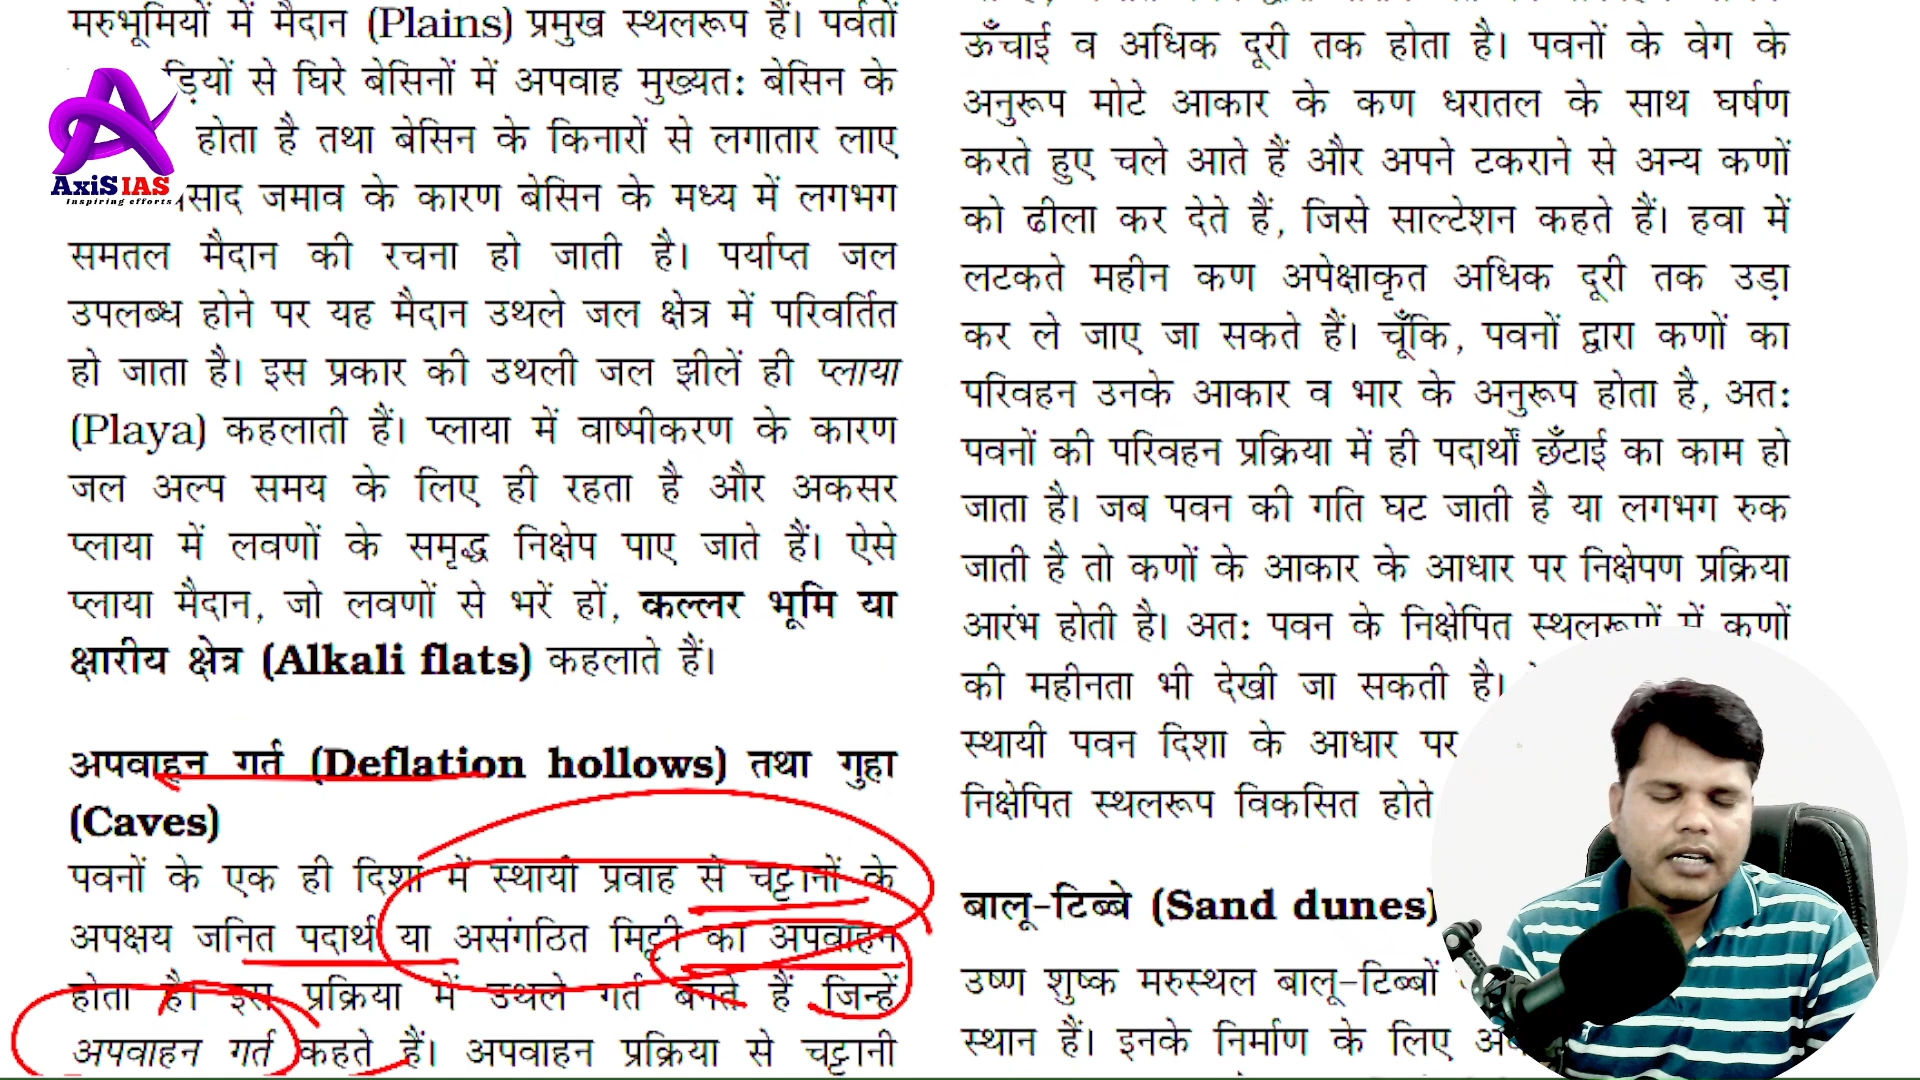 मरुभूमियों में मैदान (Plains) प्रमुख स्थलरूप हैं। पर्वतों
से घिरे बेसिनों में अपवाह मुख्यत: बेसिन के
होता है तथा बेसिन के किनारों से लगातार लाए
जमाव के कारण बेसिन के मध्य में लगभग
समतल मैदान की रचना हो जाती है। पर्याप्त जल
उपलब्ध होने पर यह मैदान उथले जल क्षेत्र में परिवर्तित
हो जाता है। इस प्रकार की उथली जल झीलें ही प्लाया
(Playa) कहलाती हैं। प्लाया में वाष्पीकरण के कारण
जल अल्प समय के लिए ही रहता है और अकसर
प्लाया में लवणों के समृद्ध निक्षेप पाए जाते हैं। ऐसे
प्लाया मैदान, जो लवणों से भरें हों, कल्लर भूमि या
क्षारीय क्षेत्र (Alkali flats) कहलाते हैं।
अपवाहन गर्त (Deflation hollows) तथा गुहा
(Caves)
पवनों के एक ही दिशा में स्थायी प्रवाह से चट्टानों के
अपक्षय जनित पदार्थ या असंगठित मिट्टी का अपवाहन
होता है। इस प्रक्रिया में उथले गर्त बनते हैं जिन्हें
अपवाहन गर्त कहते हैं। अपवाहन प्रक्रिया से चट्टानी
ऊँचाई व अधिक दूरी तक होता है। पवनों के वेग के
अनुरूप मोटे आकार के कण धरातल के साथ घर्षण
करते हुए चले आते हैं और अपने टकराने से अन्य कणों
को ढीला कर देते हैं, जिसे साल्टेशन कहते हैं। हवा में
लटकते महीन कण अपेक्षाकृत अधिक दूरी तक उड़ा
कर ले जाए जा सकते हैं। चूँकि, पवनों द्वारा कणों का
परिवहन उनके आकार व भार के अनुरूप होता है, अत:
पवनों की परिवहन प्रक्रिया में ही पदार्थों छँटाई का काम हो
जाता है। जब पवन की गति घट जाती है या लगभग रुक
जाती है तो कणों के आकार के आधार पर निक्षेपण प्रक्रिया
आरंभ होती है। अत: पवन के निक्षेपित स्थलरूपों में कणों
की महीनता भी देखी जा सकती है।
स्थायी पवन दिशा के आधार पर
निक्षेपित स्थलरूप विकसित होते
बालू-टिब्बे (Sand dunes)
उष्ण शुष्क मरुस्थल बालू-टिब्बों
स्थान हैं। इनके निर्माण के लिए
AxiS IAS
Inspiring efforts